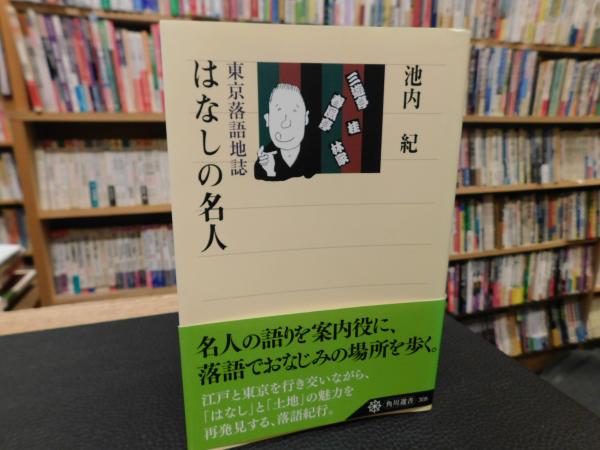 池内 紀
東京落語地誌
はなしの名人
三遊亭
桂
春風亭
林家
名人の語りを案内役に、
落語でおなじみの場所を歩く。
江戸と東京を行き交いながら、
「はなし」と「土地」の魅力を
再発見する、落語紀行。
角川選書 308